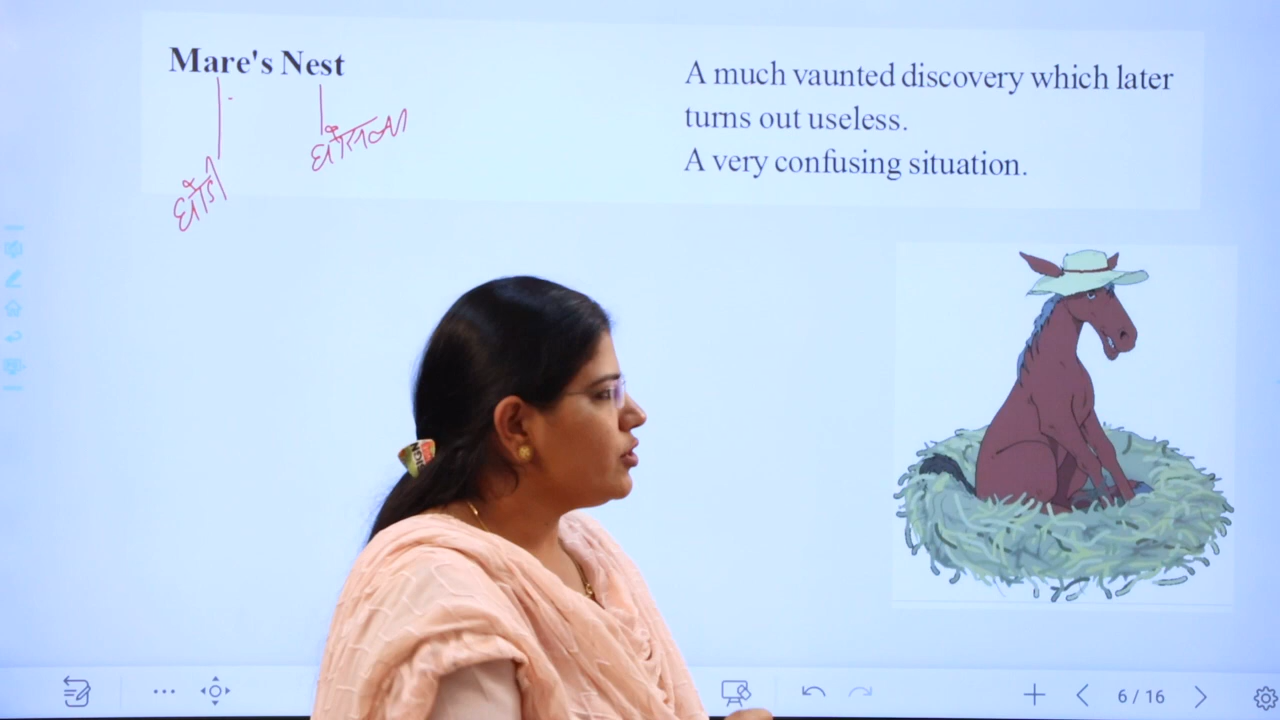 Mare's Nest
घोड़ी
घोंसला
A much vaunted discovery which later
turns out useless.
A very confusing situation.
6 / 16